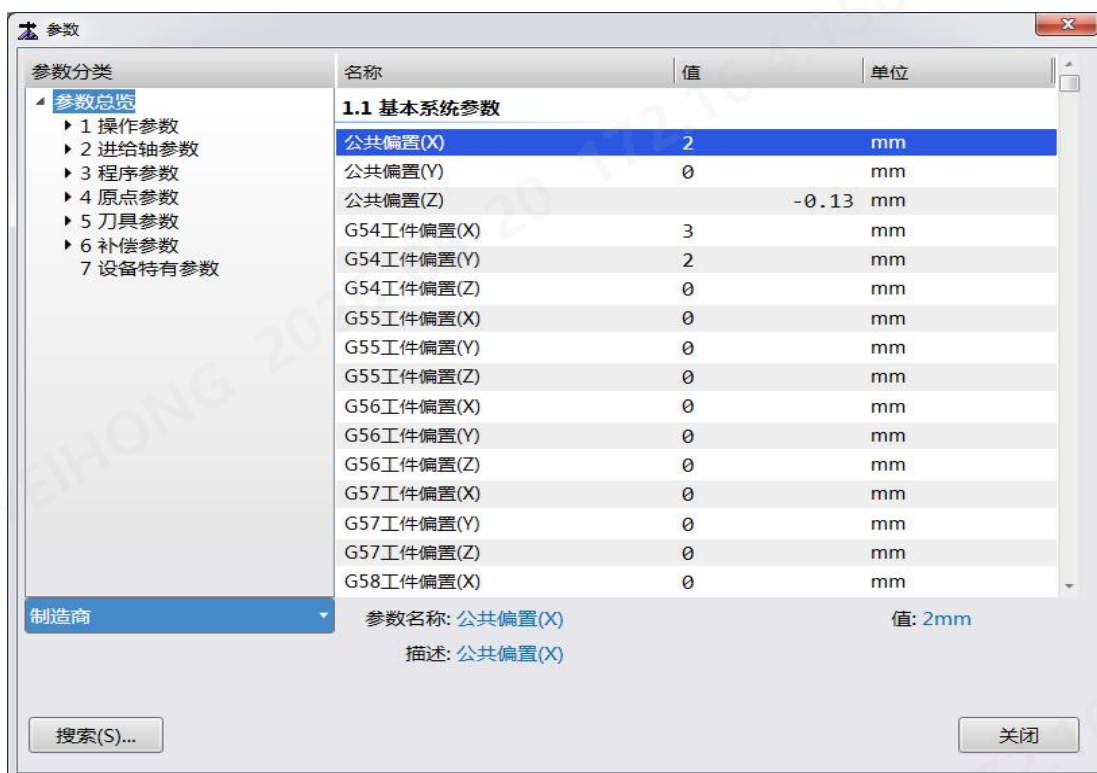 参数
参数分类 名称 值 单位
参数总览
1 操作参数
2 进给轴参数
3 程序参数
4 原点参数
5 刀具参数
6 补偿参数
7 设备特有参数
1.1 基本系统参数
公共偏置(X) 2 mm
公共偏置(Y) 0 mm
公共偏置(Z) -0.13 mm
G54工件偏置(X) 3 mm
G54工件偏置(Y) 2 mm
G54工件偏置(Z) 0 mm
G55工件偏置(X) 0 mm
G55工件偏置(Y) 0 mm
G55工件偏置(Z) 0 mm
G56工件偏置(X) 0 mm
G56工件偏置(Y) 0 mm
G56工件偏置(Z) 0 mm
G57工件偏置(X) 0 mm
G57工件偏置(Y) 0 mm
G57工件偏置(Z) 0 mm
G58工件偏置(X) 0 mm
制造商
参数名称: 公共偏置(X) 值: 2mm
描述: 公共偏置(X)
搜索(S)... 关闭